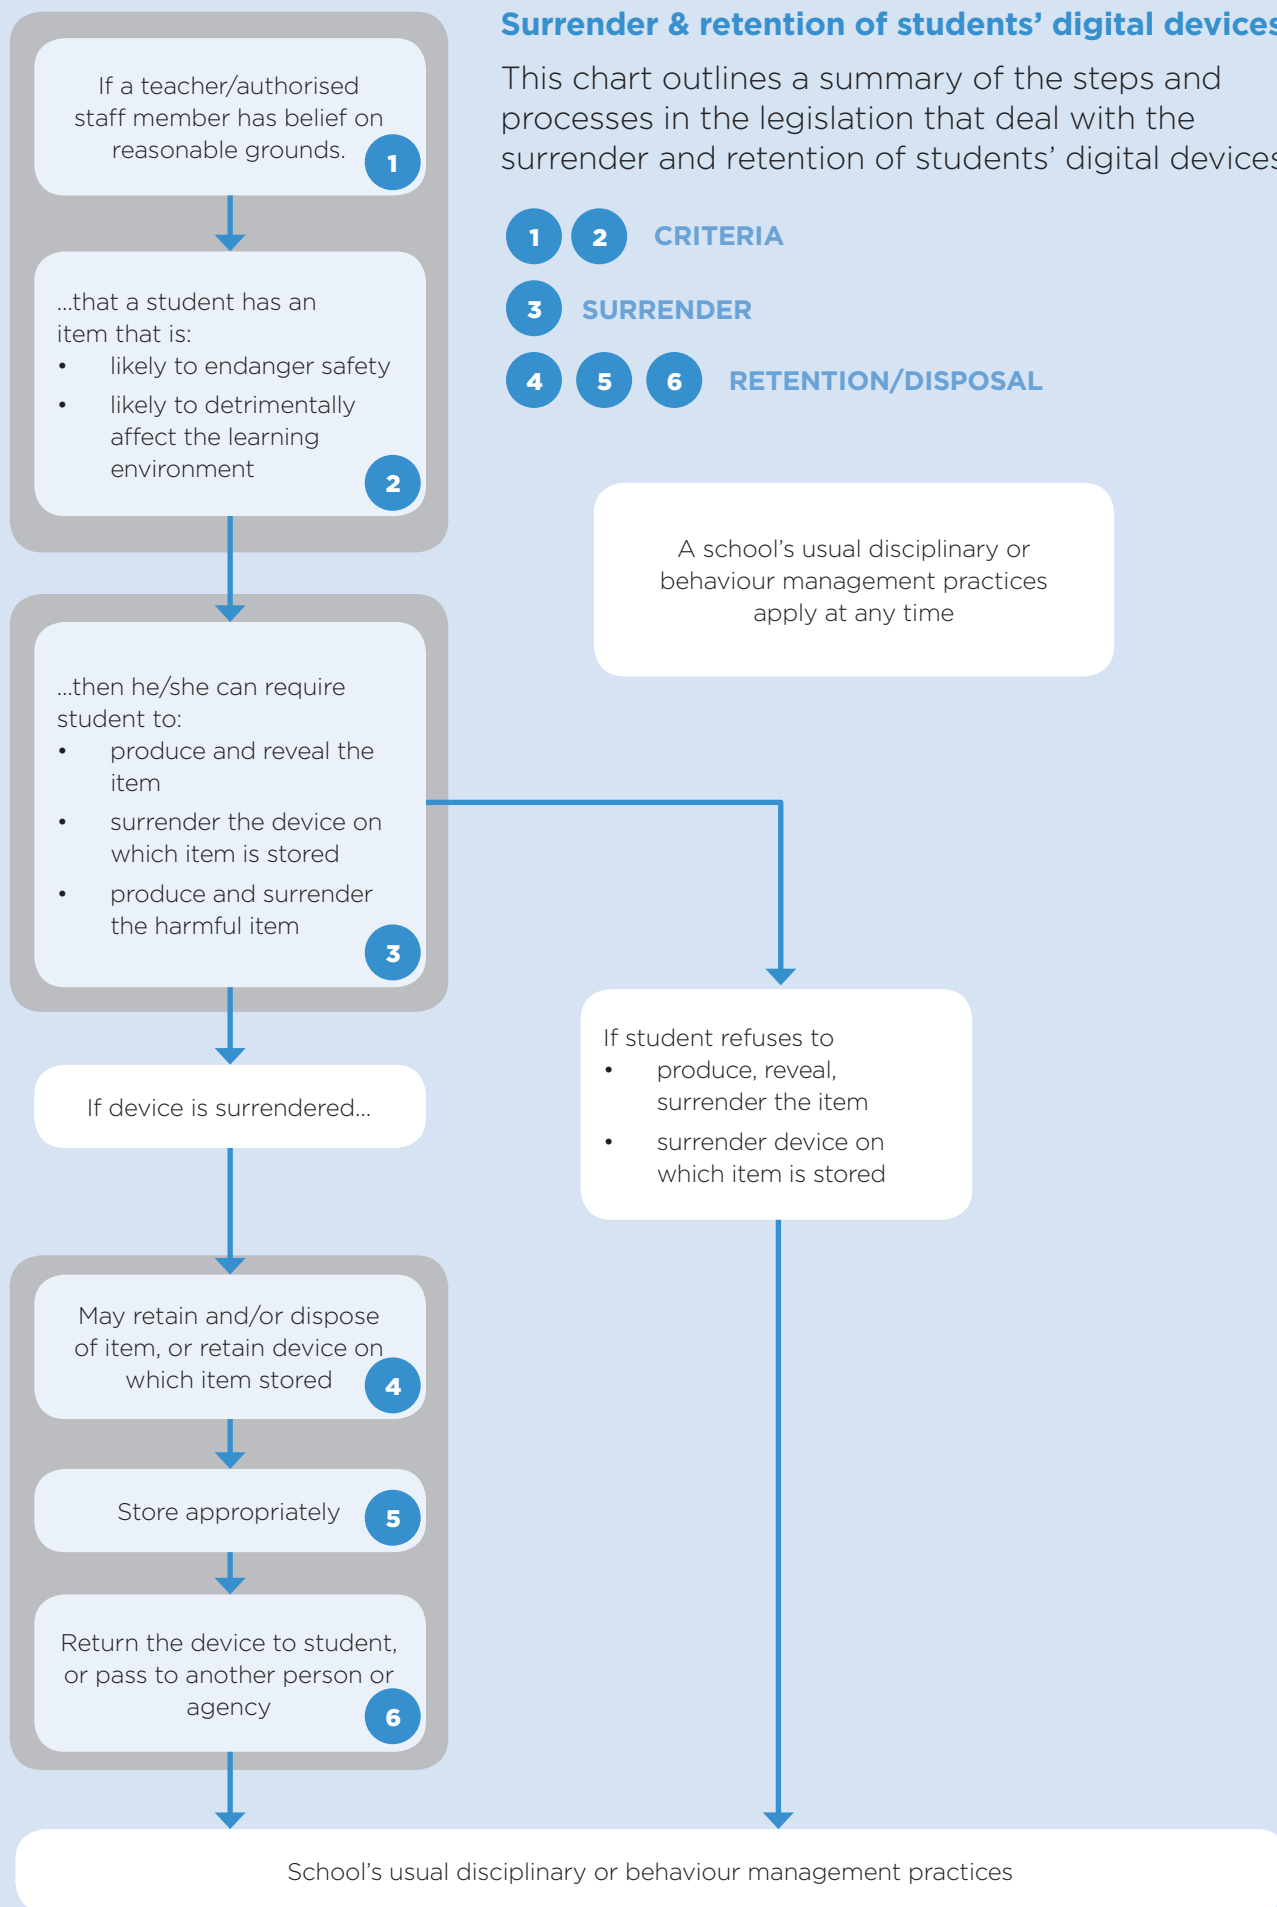 Surrender & retention of students’ digital devices
This chart outlines a summary of the steps and
processes in the legislation that deal with the
surrender and retention of students’ digital devices
1 2 CRITERIA
3 SURRENDER
4 5 6 RETENTION/DISPOSAL
If a teacher/authorised
staff member has belief on
reasonable grounds.
1
...that a student has an
item that is:
• likely to endanger safety
• likely to detrimentally
affect the learning
environment
2
A school’s usual disciplinary or
behaviour management practices
apply at any time
...then he/she can require
student to:
• produce and reveal the
item
• surrender the device on
which item is stored
• produce and surrender
the harmful item
3
If student refuses to
• produce, reveal,
surrender the item
• surrender device on
which item is stored
If device is surrendered...
May retain and/or dispose
of item, or retain device on
which item stored
4
Store appropriately
5
Return the device to student,
or pass to another person or
agency
6
School’s usual disciplinary or behaviour management practices